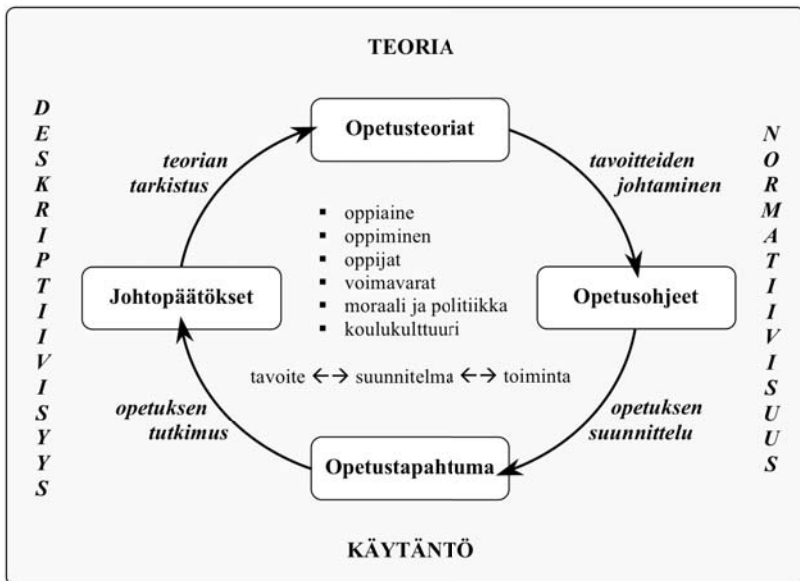 TEORIA
DESKRIPTIIVISYYS
Opetusteoriat
NORMATIIVISUUS
teorian
tarkistus
tavoitteiden
johtaminen
▪ oppiaine
▪ oppiminen
▪ oppijat
▪ voimavarat
▪ moraali ja politiikka
▪ koulukulttuuri
Johtopäätökset
Opetusohjeet
tavoite ←→ suunnitelma ←→ toiminta
opetuksen
tutkimus
opetuksen
suunnittelu
Opetustapahtuma
KÄYTÄNTÖ